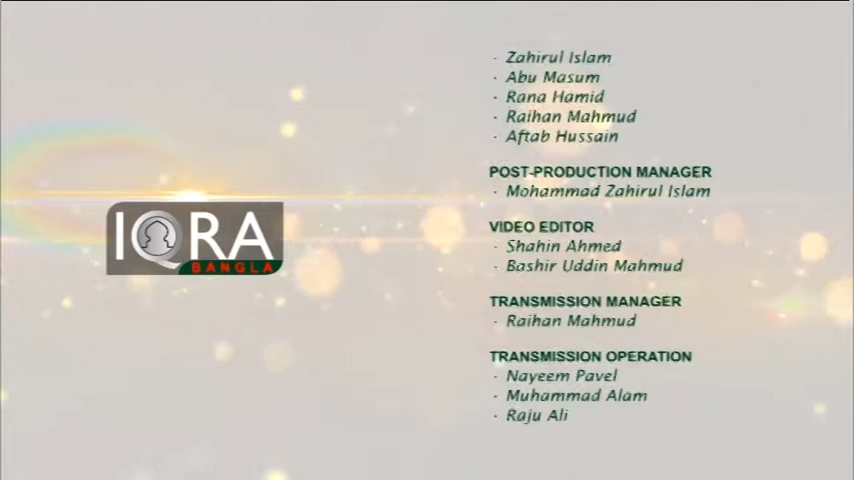 IQRA
BANGLA
- Zahirul Islam
- Abu Masum
- Rana Hamid
- Raihan Mahmud
- Aftab Hussain
POST-PRODUCTION MANAGER
- Mohammad Zahirul Islam
VIDEO EDITOR
- Shahin Ahmed
- Bashir Uddin Mahmud
TRANSMISSION MANAGER
- Raihan Mahmud
TRANSMISSION OPERATION
- Nayeem Pavel
- Muhammad Alam
- Raju Ali